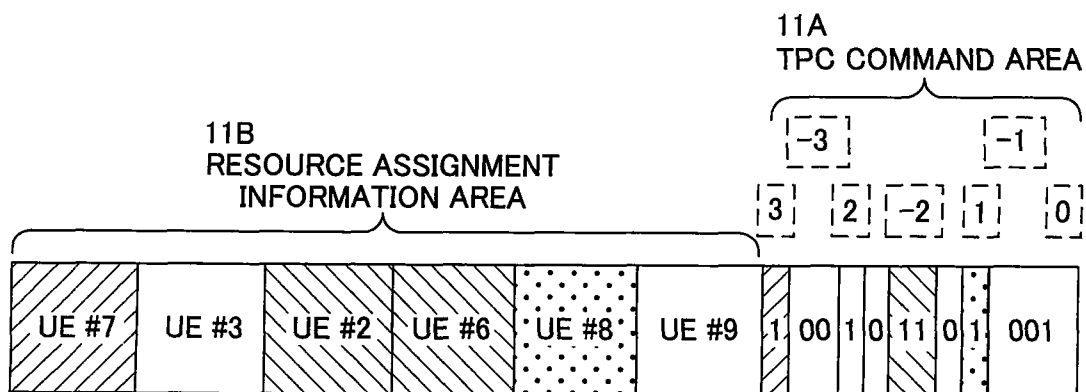 11A
TPC COMMAND AREA
11B
RESOURCE ASSIGNMENT
INFORMATION AREA
-3 -1
3 2 -2 1 0
UE #7 UE #3 UE #2 UE #6 UE #8 UE #9 1 00 1 0 11 0 1 001